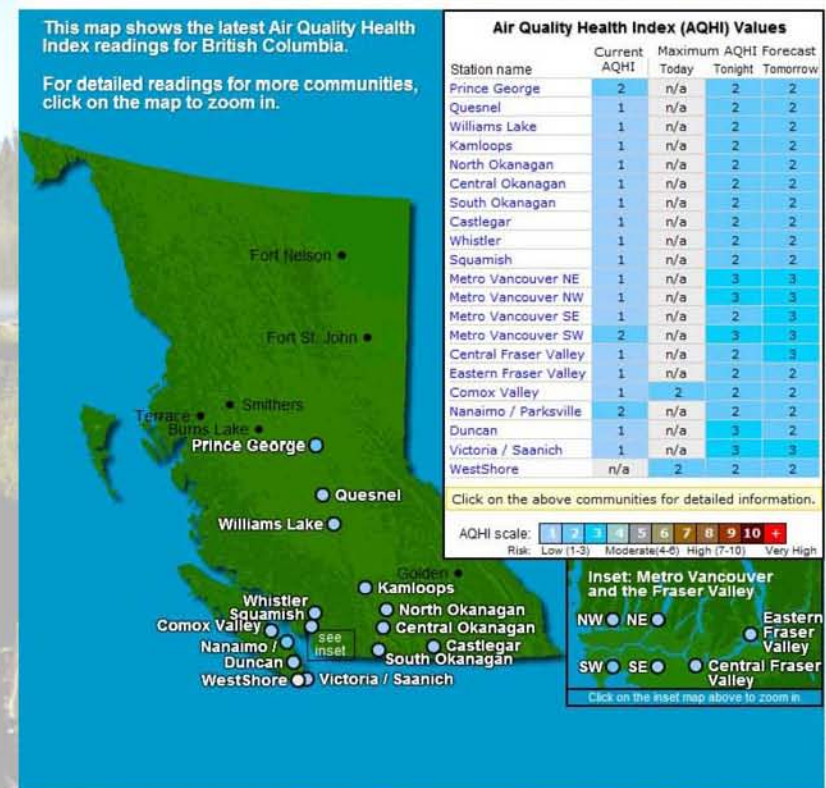 This map shows the latest Air Quality Health
Index readings for British Columbia.
For detailed readings for more communities,
click on the map to zoom in.
Air Quality Health Index (AQHI) Values
Current Maximum AQHI Forecast
Station name AQHI Today Tonight Tomorrow
Prince George 2 n/a 2 2
Quesnel 1 n/a 2 2
Williams Lake 1 n/a 2 2
Kamloops 1 n/a 2 2
North Okanagan 1 n/a 2 2
Central Okanagan 1 n/a 2 2
South Okanagan 1 n/a 2 2
Castlegar 1 n/a 2 2
Whistler 1 n/a 2 2
Squamish 1 n/a 2 2
Metro Vancouver NE 1 n/a 3 3
Metro Vancouver NW 1 n/a 3 3
Metro Vancouver SE 1 n/a 2 3
Metro Vancouver SW 2 n/a 3 3
Central Fraser Valley 1 n/a 2 3
Eastern Fraser Valley 1 n/a 2 2
Comox Valley 1 2 2 2
Nanaimo / Parksville 2 n/a 2 2
Duncan 1 n/a 3 2
Victoria / Saanich 1 n/a 3 3
WestShore n/a 2 2 2
Click on the above communities for detailed information.
AQHI scale: 1 2 3 4 5 6 7 8 9 10 +
Risk: Low (1-3) Moderate(4-6) High (7-10) Very High
Fort Nelson
Fort St. John
Smithers
Terrace
Burns Lake
Prince George
Quesnel
Williams Lake
Golden
Kamloops
Whistler
Squamish
North Okanagan
Comox Valley
Central Okanagan
see
inset
Nanaimo /
Castlegar
Duncan
South Okanagan
WestShore
Victoria / Saanich
Inset: Metro Vancouver
and the Fraser Valley
NW NE
Eastern
Fraser
Valley
SW SE
Central Fraser
Valley
Click on the inset map above to zoom in